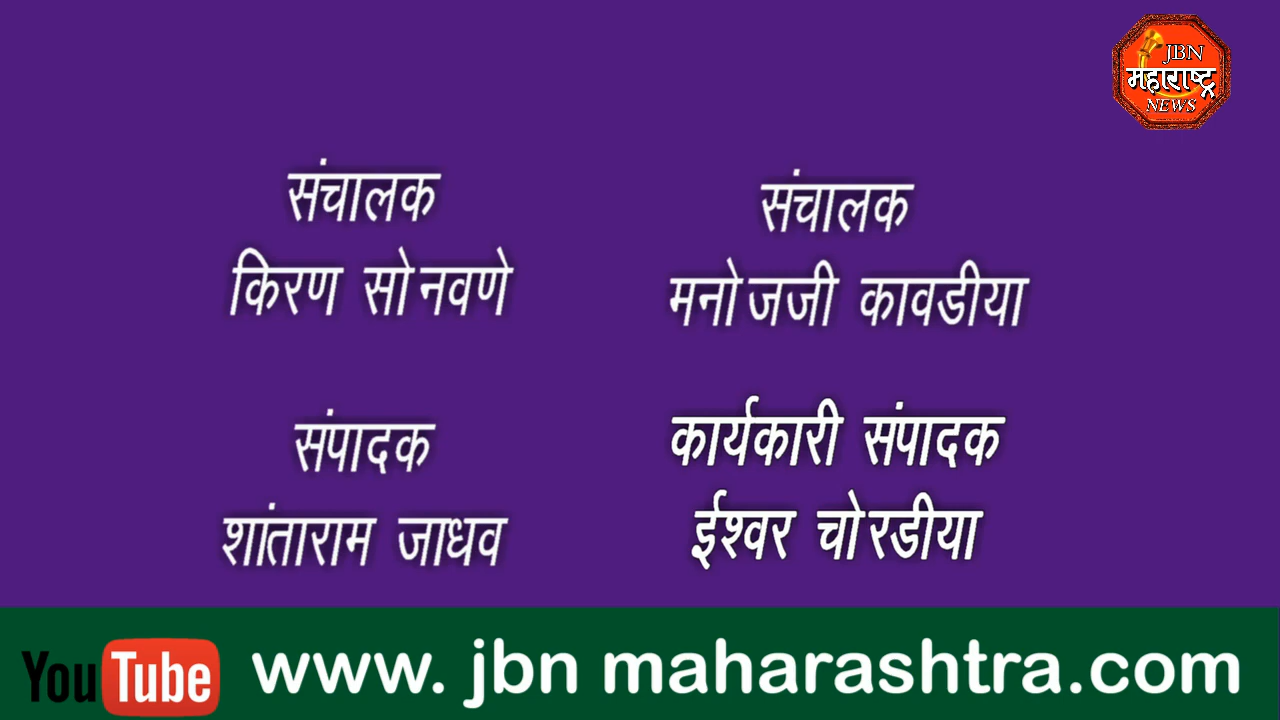 JBN
महाराष्ट्र
NEWS
संचालक
किरण सोनवणे
संचालक
मनोजजी कावडीया
संपादक
शांताराम जाधव
कार्यकारी संपादक
ईश्वर चोरडीया
YouTube www. jbn maharashtra.com